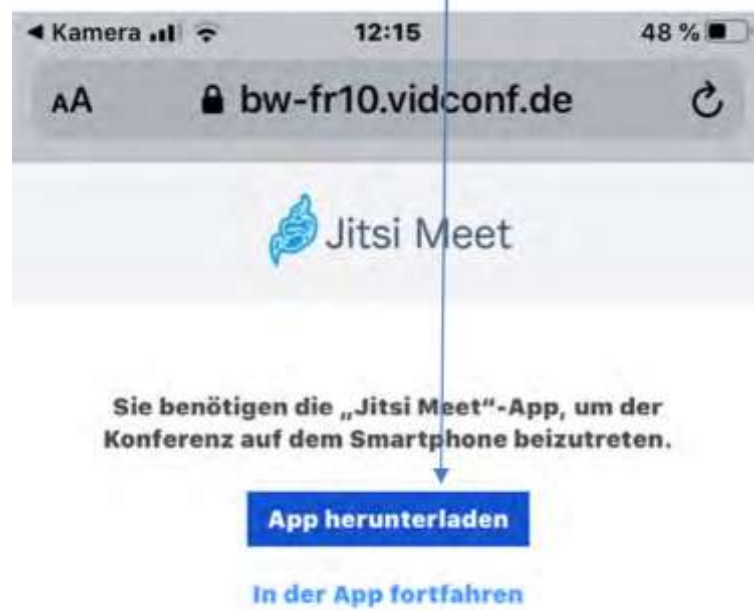 ◀ Kamera 12:15 48 %
AA bw-fr10.vidconf.de
Jitsi Meet
Sie benötigen die „Jitsi Meet“-App, um der
Konferenz auf dem Smartphone beizutreten.
App herunterladen
In der App fortfahren